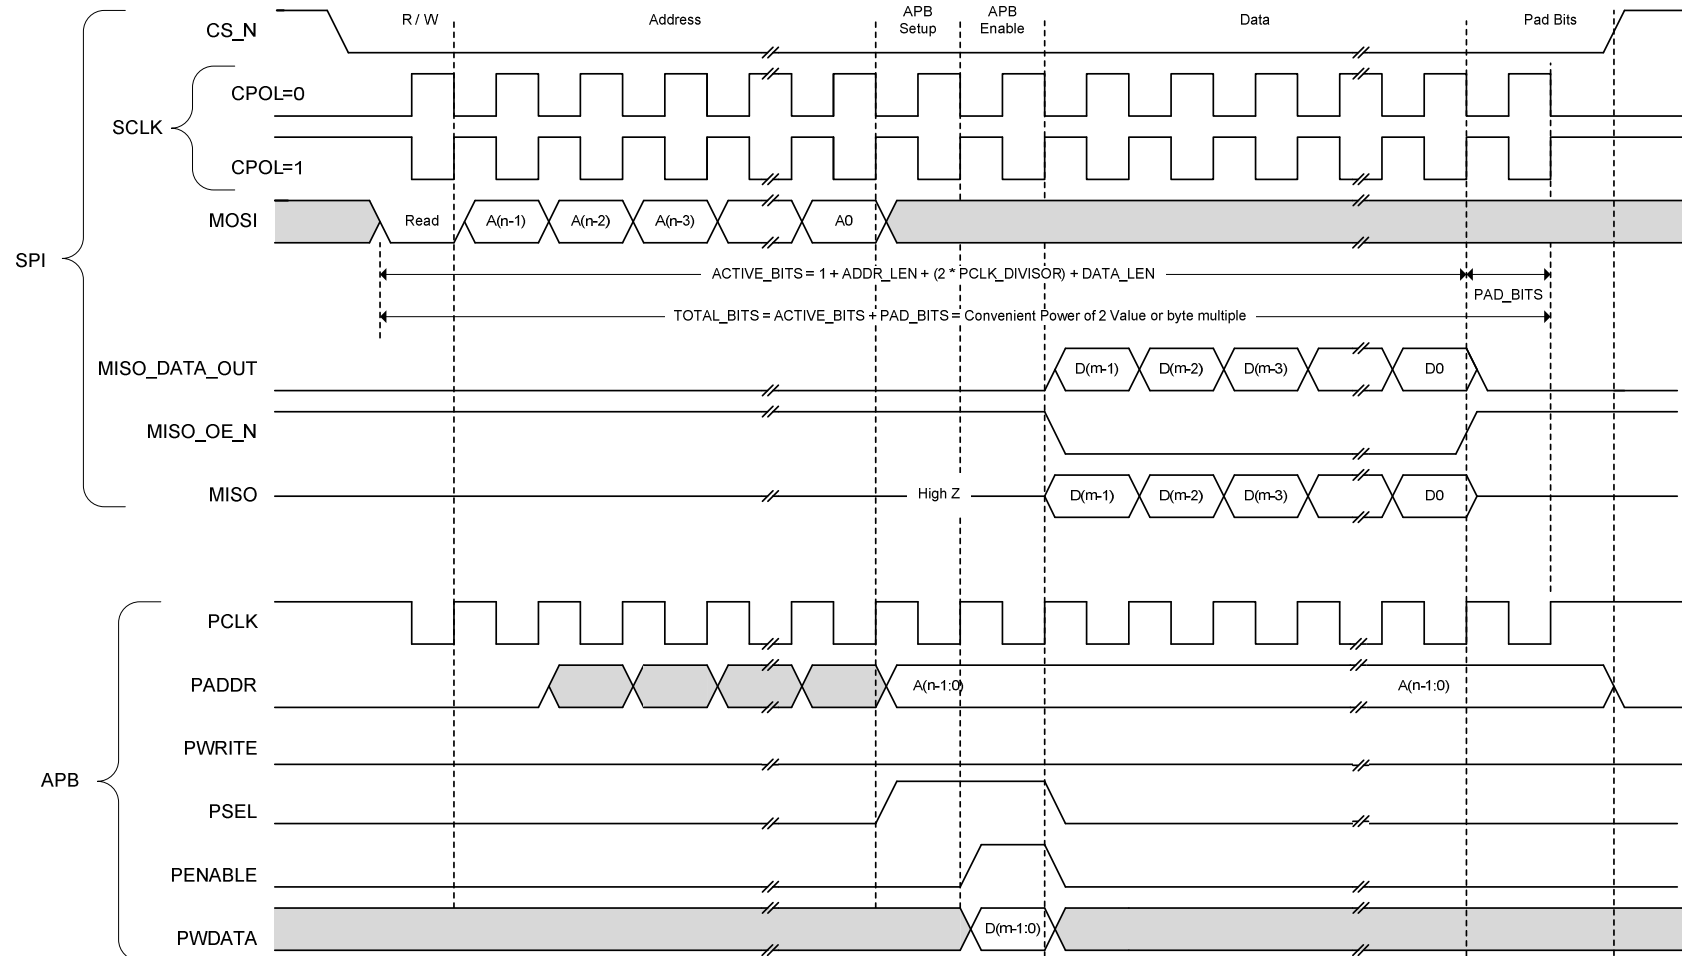 CS_N
R / W
Address
APB
Setup
APB
Enable
Data
Pad Bits
CPOL=0
SCLK
CPOL=1
MOSI
Read
A(n-1)
A(n-2)
A(n-3)
A0
SPI
ACTIVE_BITS = 1 + ADDR_LEN + (2 * PCLK_DIVISOR) + DATA_LEN
PAD_BITS
TOTAL_BITS = ACTIVE_BITS + PAD_BITS = Convenient Power of 2 Value or byte multiple
MISO_DATA_OUT
D(m-1)
D(m-2)
D(m-3)
D0
MISO_OE_N
MISO
High Z
D(m-1)
D(m-2)
D(m-3)
D0
PCLK
PADDR
A(n-1:0)
A(n-1:0)
PWRITE
APB
PSEL
PENABLE
PWDATA
D(m-1:0)